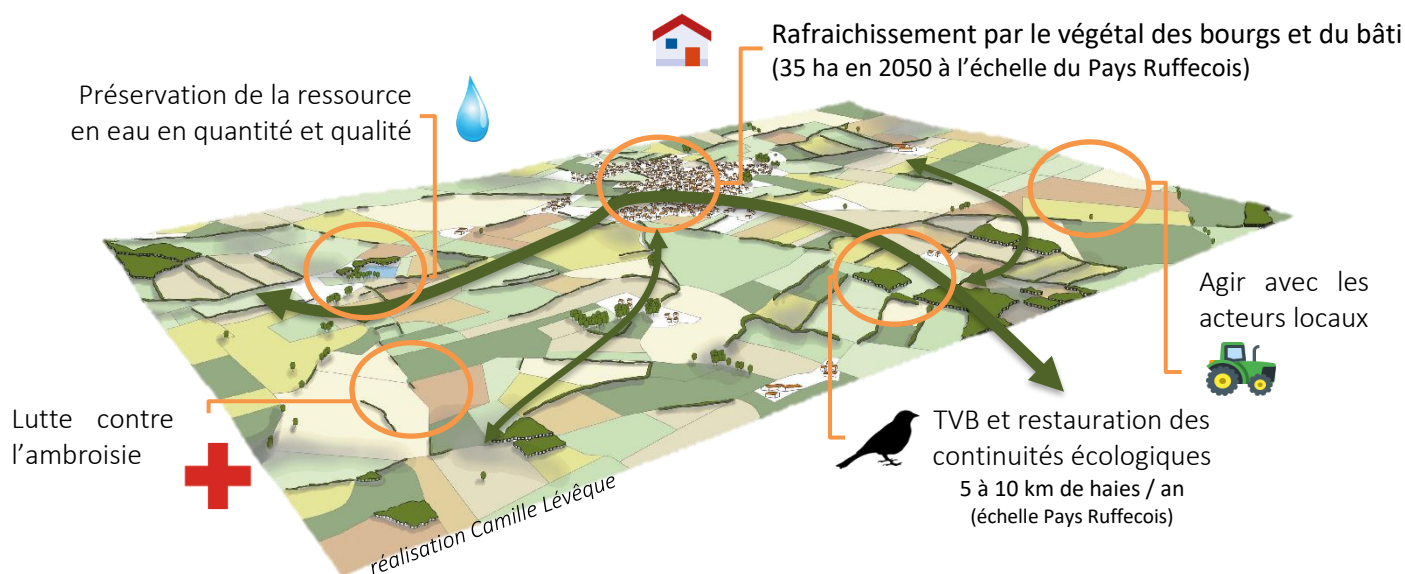 Rafraichissement par le végétal des bourgs et du bâti
(35 ha en 2050 à l’échelle du Pays Ruffecois)
Préservation de la ressource
en eau en quantité et qualité
Agir avec les
acteurs locaux
Lutte contre
l’ambroisie
TVB et restauration des
continuités écologiques
5 à 10 km de haies / an
(échelle Pays Ruffecois)
réalisation Camille Lévêque